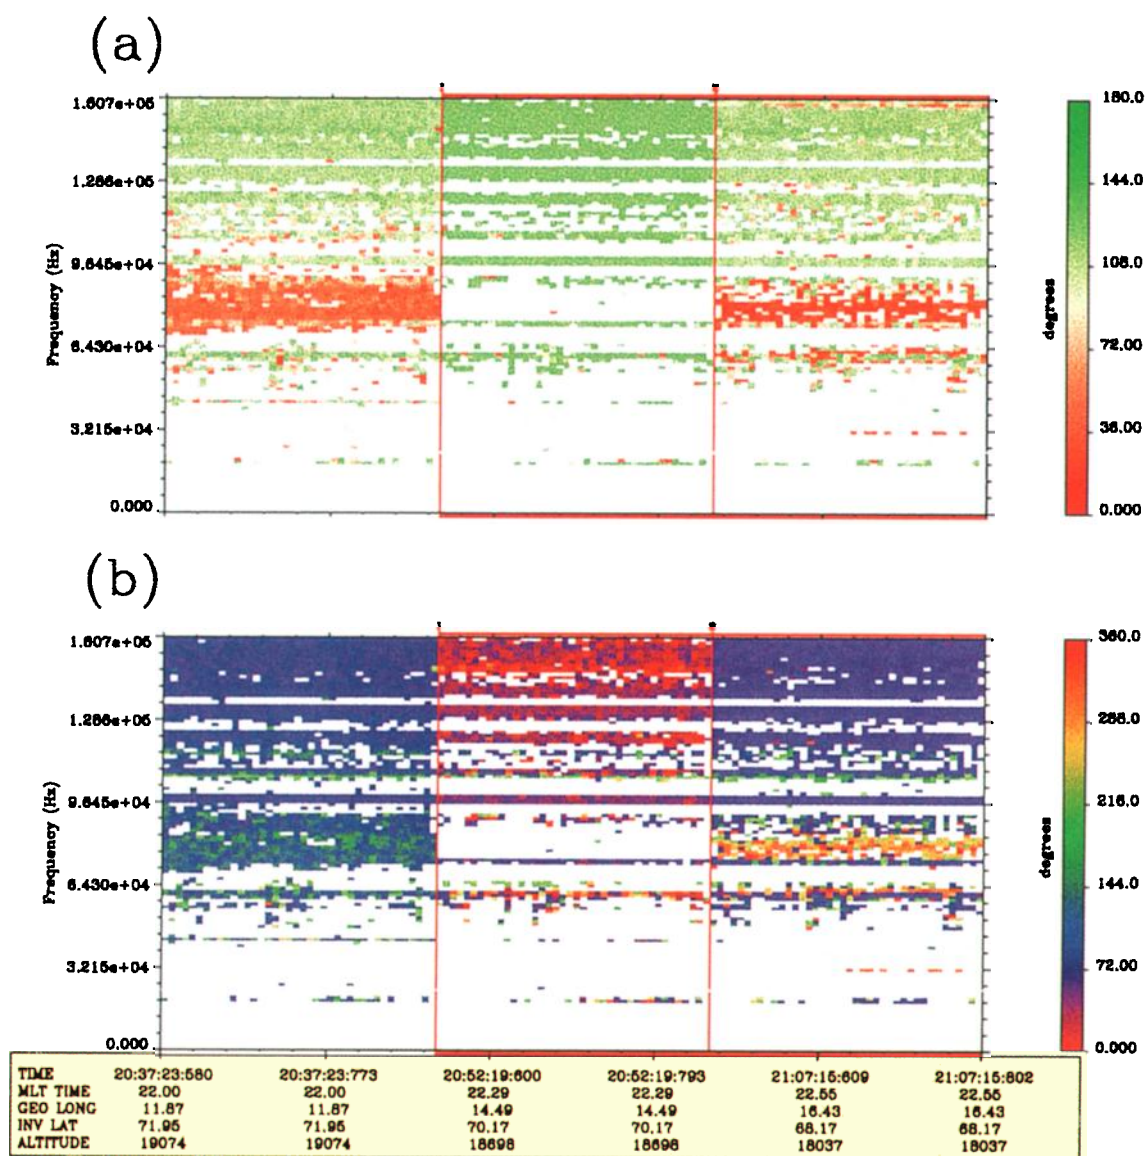 (a)
1.607e+05
1.286e+05
9.645e+04
6.430e+04
3.215e+04
0.000
Frequency (Hz)
180.0
144.0
108.0
72.00
36.00
0.000
degrees
(b)
1.607e+05
1.286e+05
9.645e+04
6.430e+04
3.215e+04
0.000
Frequency (Hz)
360.0
288.0
216.0
144.0
72.00
0.000
degrees
TIME 20:37:23:580 20:37:23:773 20:52:19:600 20:52:19:793 21:07:15:609 21:07:15:802
MLT TIME 22.00 22.00 22.29 22.29 22.55 22.55
GEO LONG 11.87 11.87 14.49 14.49 16.43 16.43
INV LAT 71.95 71.95 70.17 70.17 68.17 68.17
ALTITUDE 19074 19074 18698 18698 18037 18037